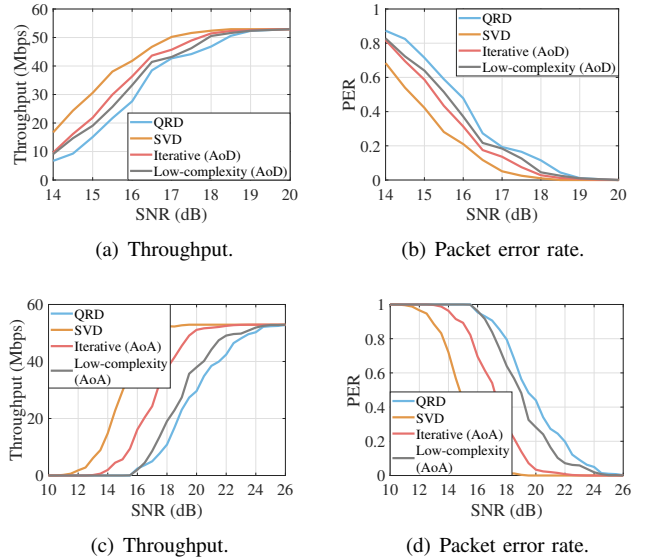 60
50
40
30
20
10
0
Throughput (Mbps)
QRD
SVD
Iterative (AoD)
Low-complexity (AoD)
14 15 16 17 18 19 20
SNR (dB)
(a) Throughput.
1
0.8
0.6
0.4
0.2
0
PER
QRD
SVD
Iterative (AoD)
Low-complexity (AoD)
14 15 16 17 18 19 20
SNR (dB)
(b) Packet error rate.
60
40
20
0
Throughput (Mbps)
QRD
SVD
Iterative (AoA)
Low-complexity
(AoA)
10 12 14 16 18 20 22 24 26
SNR (dB)
(c) Throughput.
1
0.8
0.6
0.4
0.2
0
PER
QRD
SVD
Iterative (AoA)
Low-complexity
(AoA)
10 12 14 16 18 20 22 24 26
SNR (dB)
(d) Packet error rate.